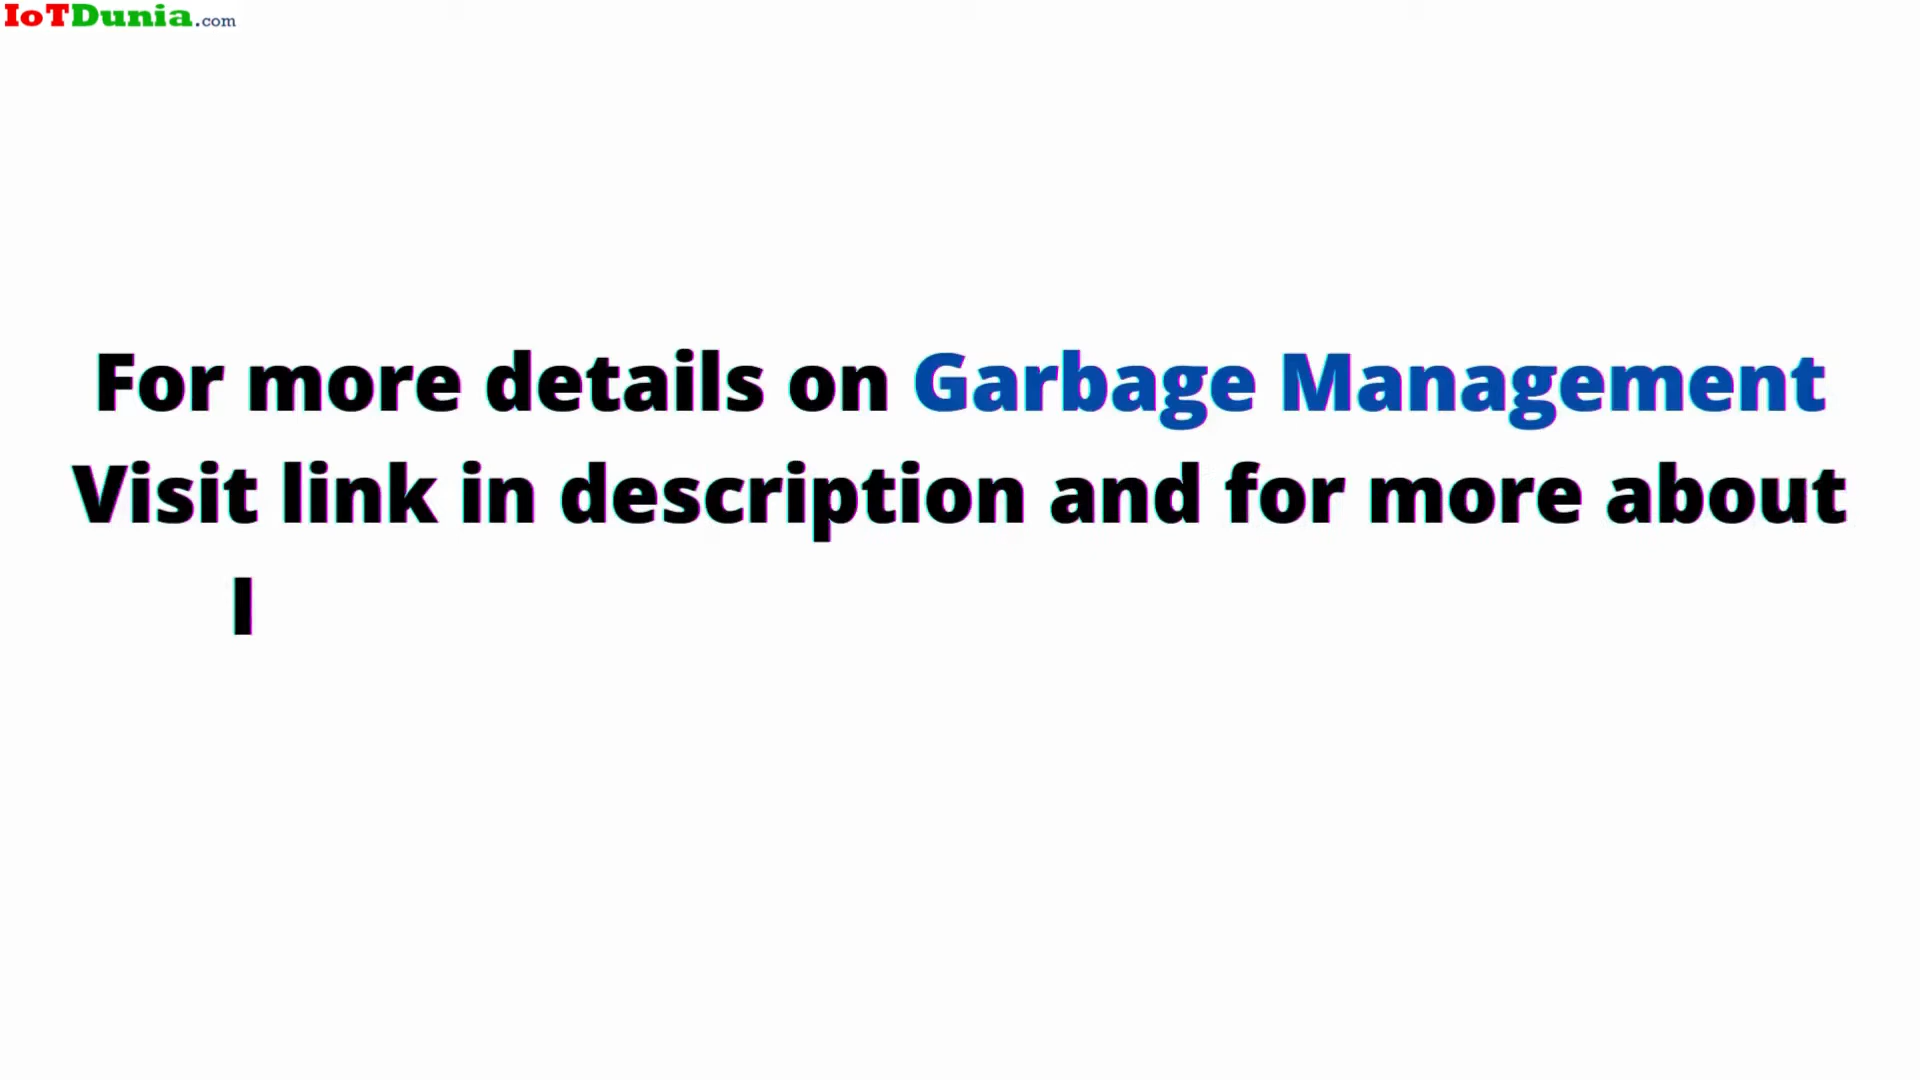 IoTDunia.com
For more details on Garbage Management
Visit link in description and for more about
I